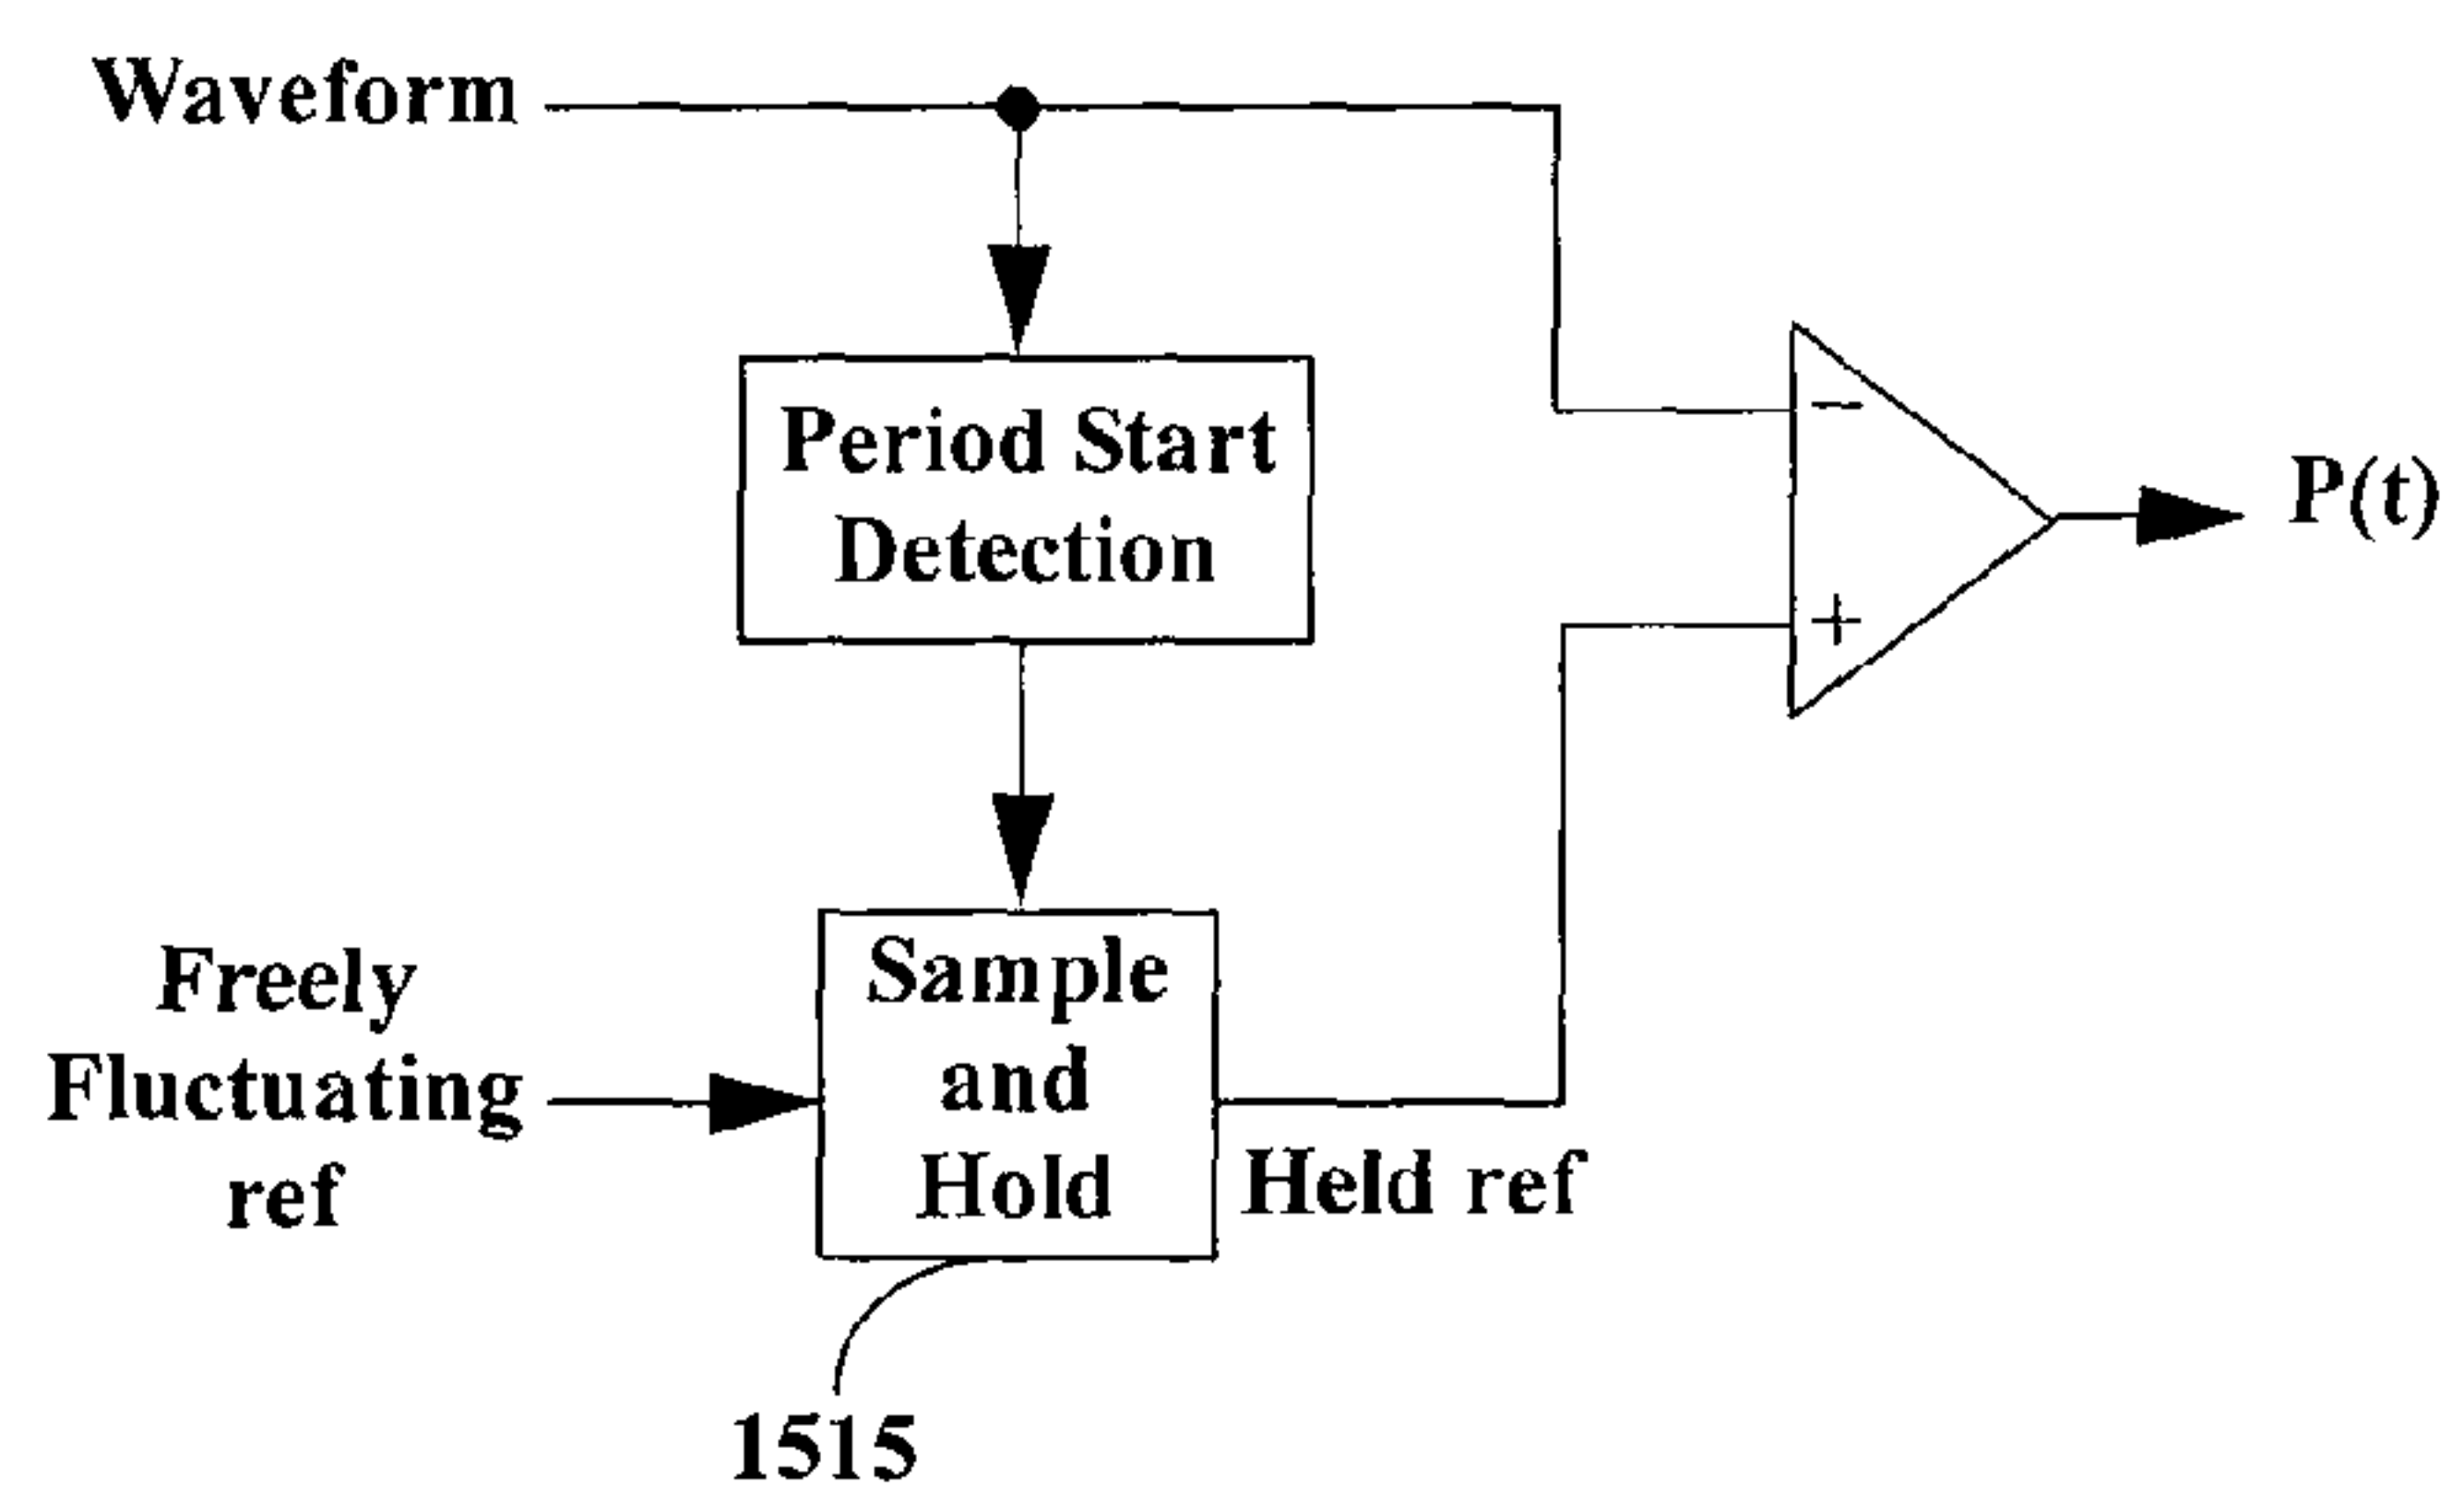 Waveform
Period Start
Detection
−
+
P(t)
Freely
Fluctuating
ref
Sample
and
Hold
Held ref
1515